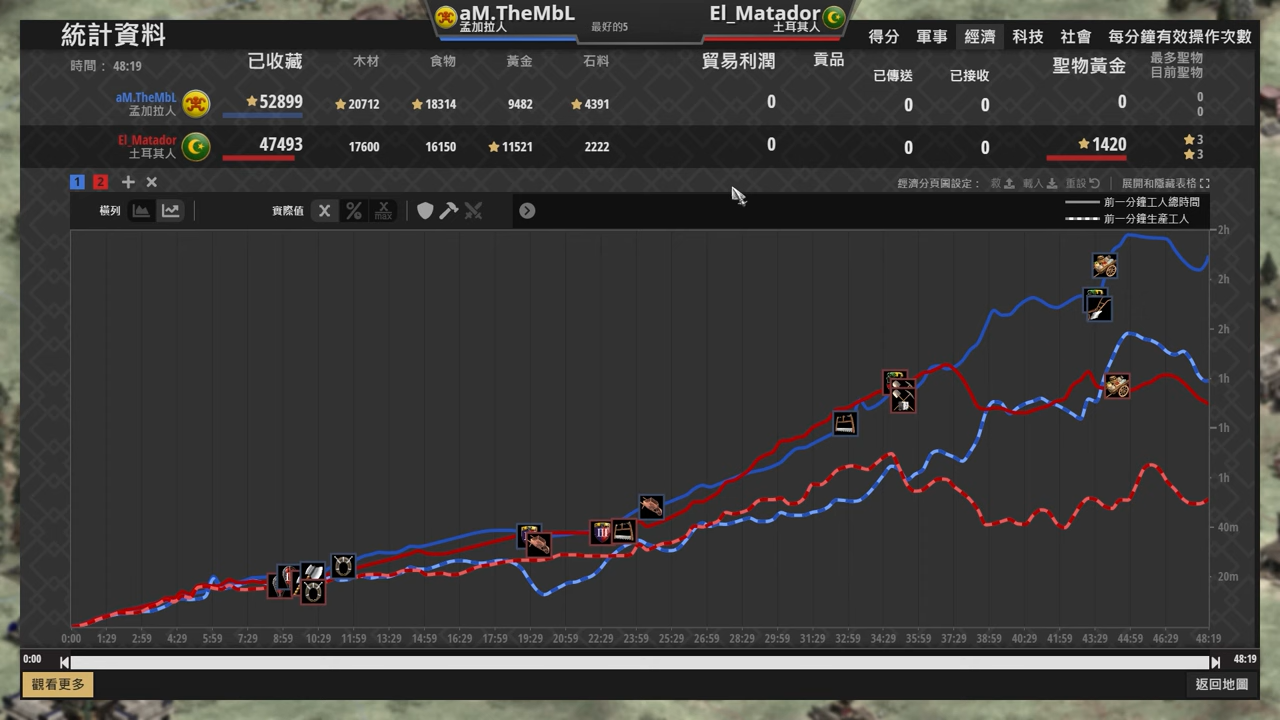 aM.TheMbL
孟加拉人
最好的5
El_Matador
土耳其人
統計資料
得分 軍事 經濟 科技 社會 每分鐘有效操作次數
時間： 48:19
已收藏 木材 食物 黃金 石料 貿易利潤 貢品 已傳送 已接收 聖物黃金 最多聖物
目前聖物
aM.TheMbL
孟加拉人
52899 20712 18314 9482 4391 0 0 0 0 0
0
El_Matador
土耳其人
47493 17600 16150 11521 2222 0 0 0 1420 3
3
1 2
經濟分頁圖設定： 載入 重設 展開和隱藏表格
橫列 實際值 X % X
max
前一分鐘工人總時間
前一分鐘生產工人
2h
2h
2h
1h
1h
1h
40m
20m
III
0:00 1:29 2:59 4:29 5:59 7:29 8:59 10:29 11:59 13:29 14:59 16:29 17:59 19:29 20:59 22:29 23:59 25:29 26:59 28:29 29:59 31:29 32:59 34:29 35:59 37:29 38:59 40:29 41:59 43:29 44:59 46:29 48:19
0:00 48:19
觀看更多 返回地圖